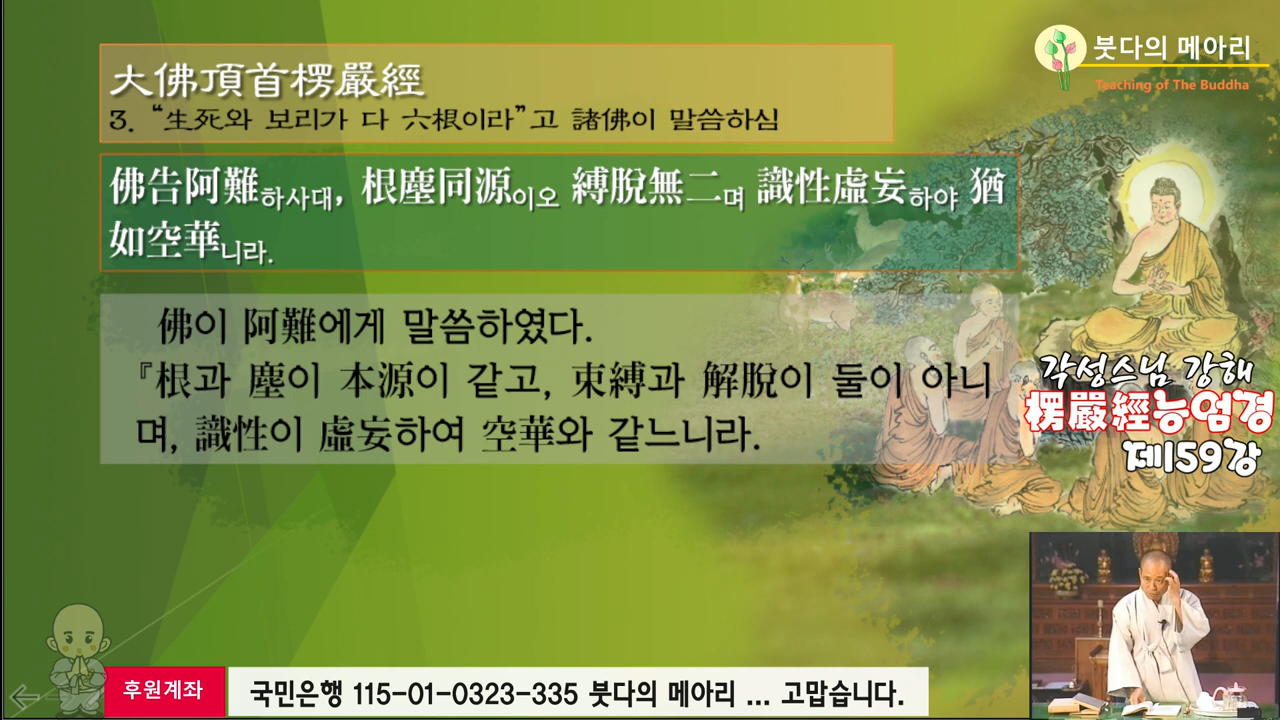 大佛頂首楞嚴經
3. “生死와 보리가 다 六根이라”고 諸佛이 말씀하심
佛告阿難하사대, 根塵同源이오 縛脫無二며 識性虛妄하야 猶
如空華니라.
佛이 阿難에게 말씀하였다.
『根과 塵이 本源이 같고, 束縛과 解脫이 둘이 아니
며, 識性이 虛妄하여 空華와 같느니라.
붓다의 메아리
Teaching of The Buddha
각성스님 강해
楞嚴經능엄경
제59강
후원계좌
국민은행 115-01-0323-335 붓다의 메아리 ... 고맙습니다.